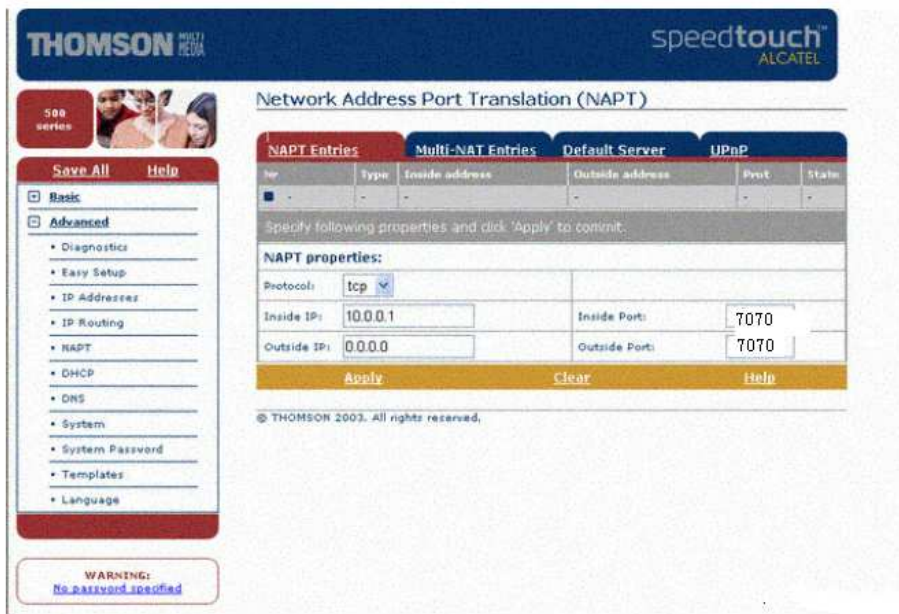 THOMSON MULTI MEDIA
speedtouch™
ALCATEL
500 series
Save All Help
Basic
Advanced
• Diagnostics
• Easy Setup
• IP Addresses
• IP Routing
• NAPT
• DHCP
• DNS
• System
• System Password
• Templates
• Language
WARNING:
No password specified
Network Address Port Translation (NAPT)
NAPT Entries Multi-NAT Entries Default Server UPnP
Nr Type Inside address Outside address Prot State
- - - - - -
Specify following properties and click 'Apply' to commit.
NAPT properties:
Protocol: tcp
Inside IP: 10.0.0.1 Inside Port: 7070
Outside IP: 0.0.0.0 Outside Port: 7070
Apply Clear Help
© THOMSON 2003. All rights reserved.